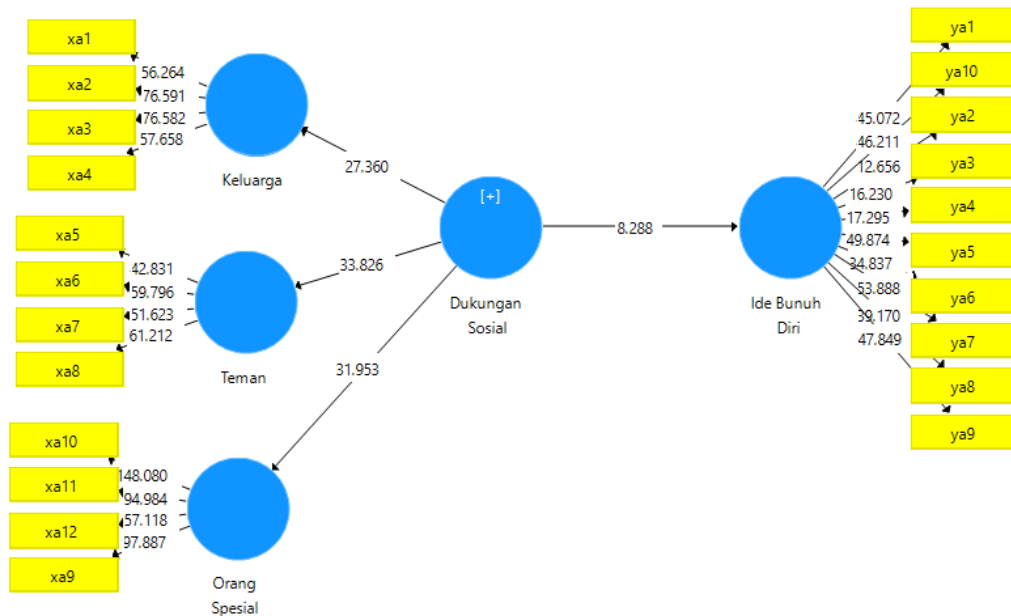 xa1
xa2
xa3
xa4
56.264
76.591
76.582
57.658
Keluarga
xa5
xa6
xa7
xa8
42.831
59.796
51.623
61.212
Teman
xa10
xa11
xa12
xa9
148.080
94.984
57.118
97.887
Orang
Spesial
27.360
33.826
31.953
[+]
Dukungan
Sosial
8.288
Ide Bunuh
Diri
45.072
46.211
12.656
16.230
17.295
49.874
34.837
53.888
39.170
47.849
ya1
ya10
ya2
ya3
ya4
ya5
ya6
ya7
ya8
ya9